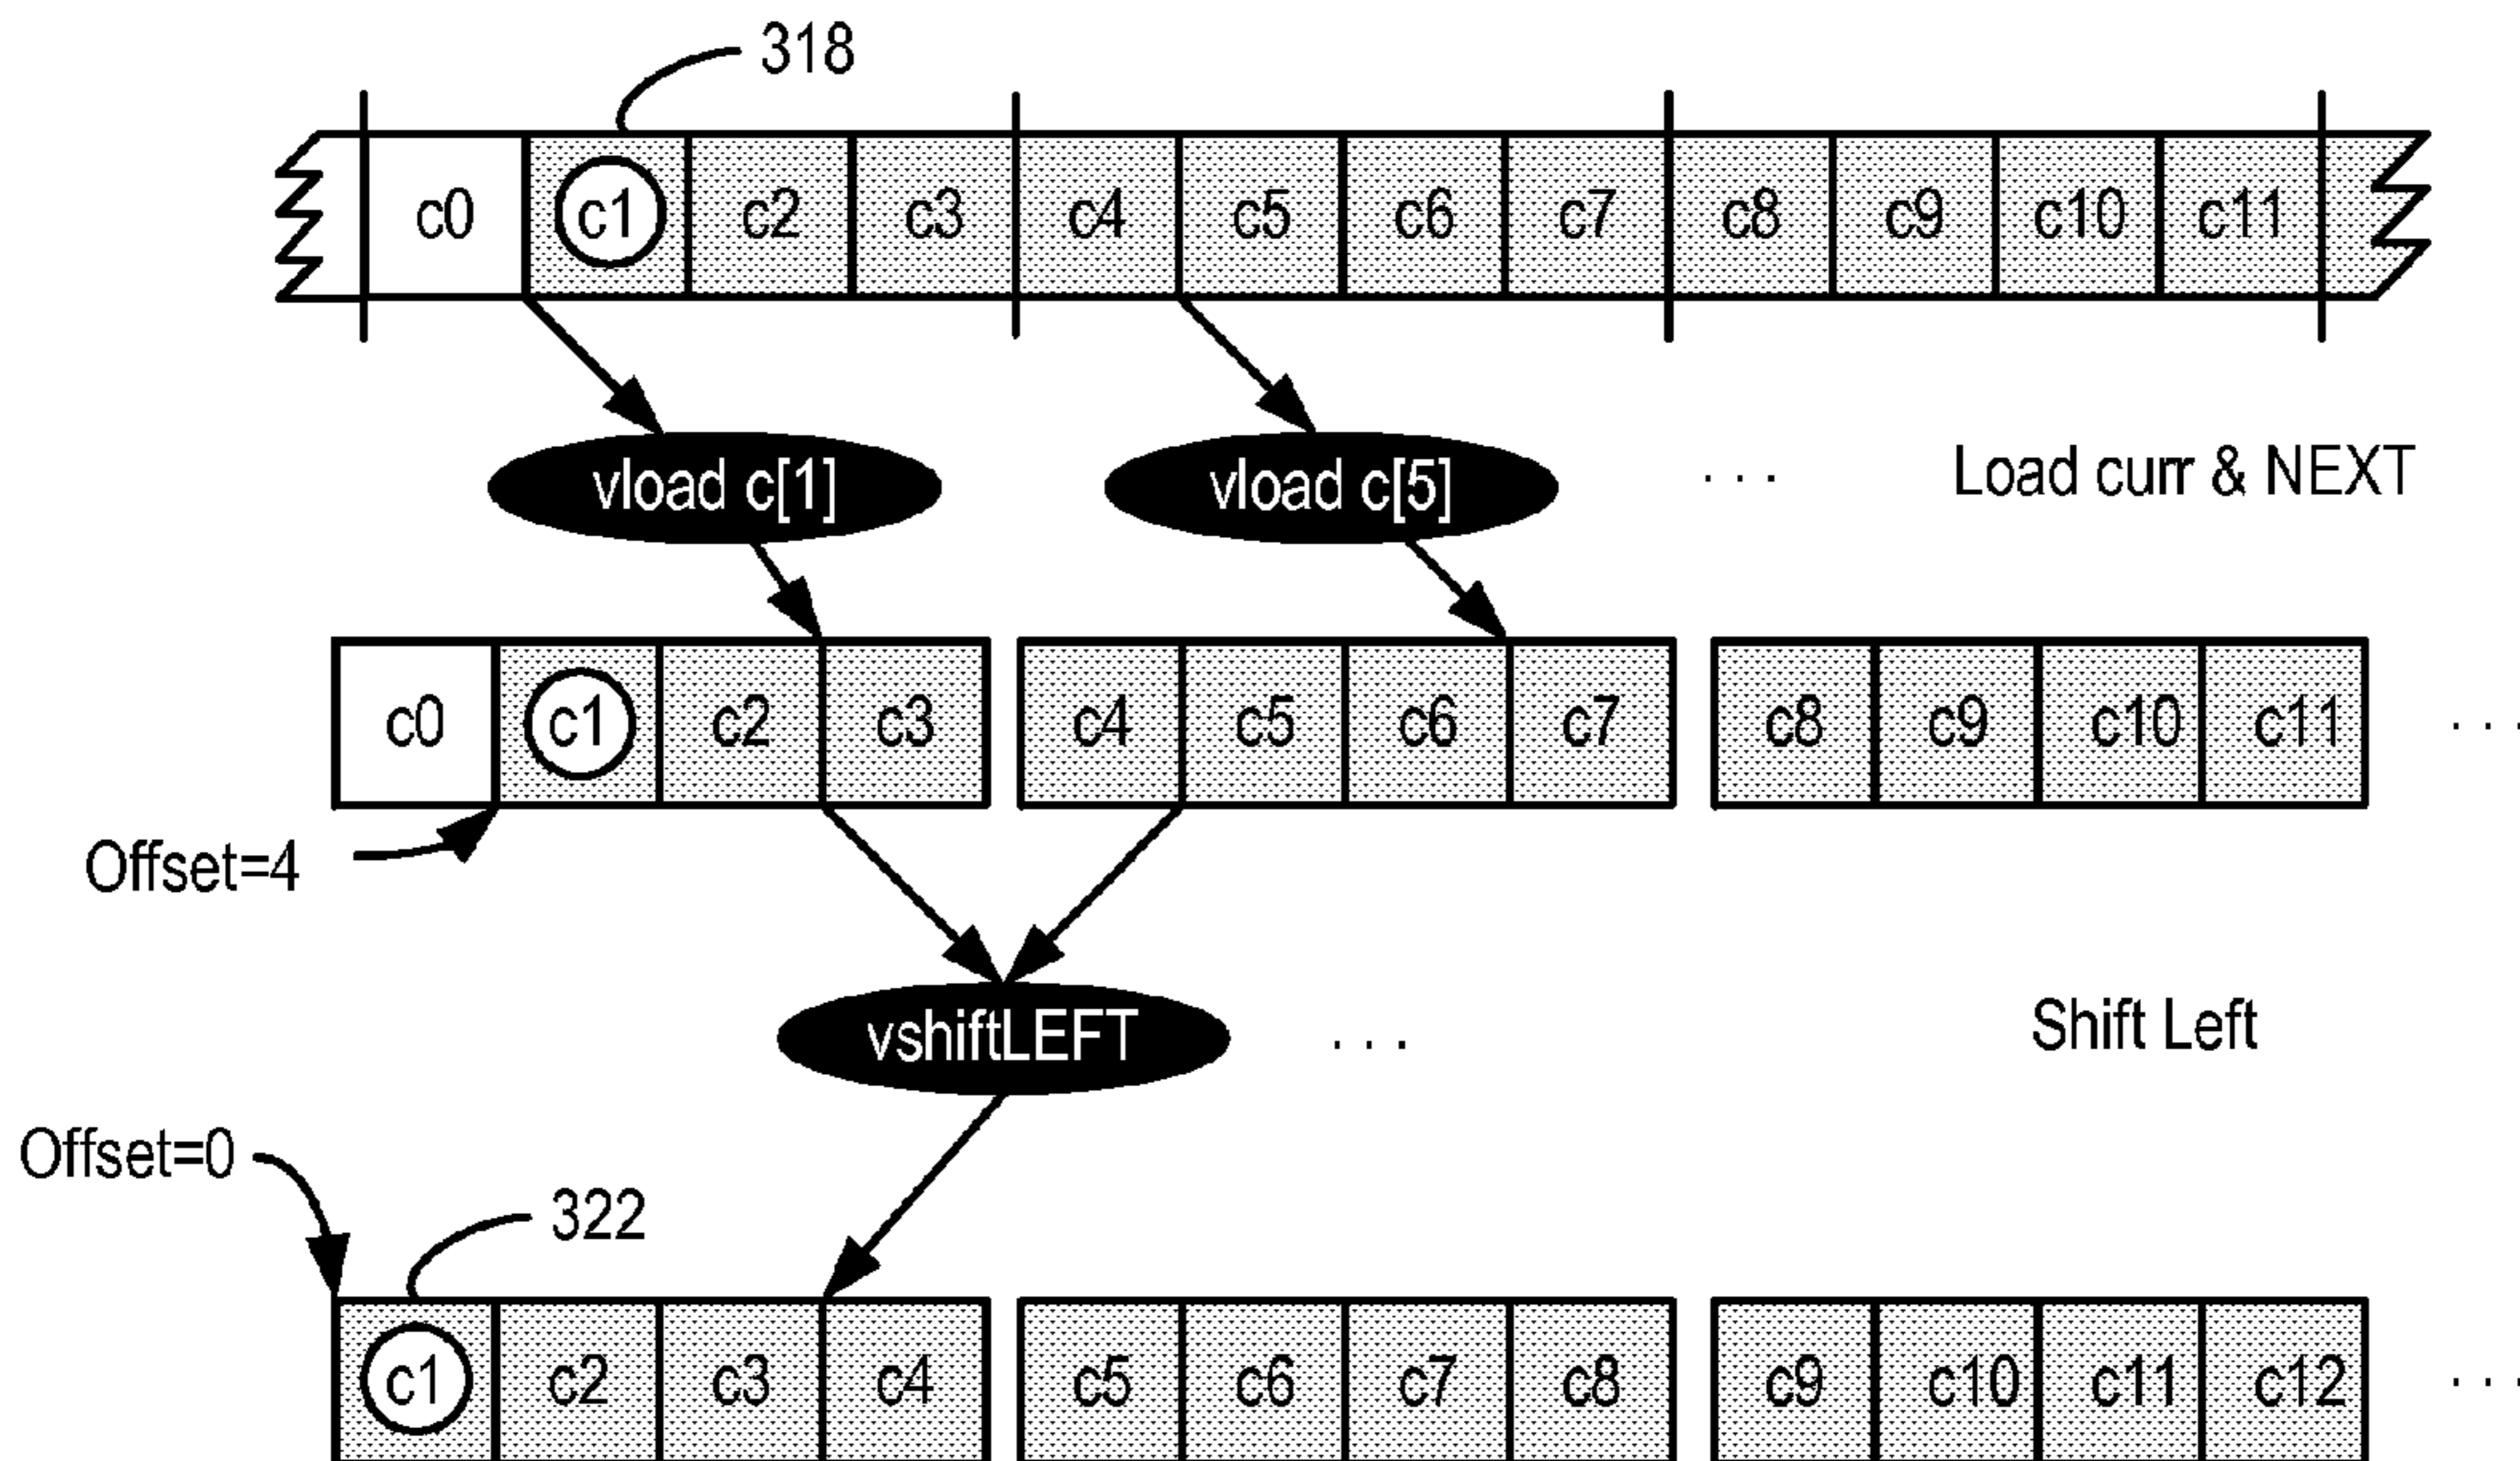 318
c0 c1 c2 c3 c4 c5 c6 c7 c8 c9 c10 c11
vload c[1] vload c[5] . . . Load curr & NEXT
c0 c1 c2 c3 c4 c5 c6 c7 c8 c9 c10 c11 . . .
Offset=4
vshiftLEFT . . . Shift Left
Offset=0
322
c1 c2 c3 c4 c5 c6 c7 c8 c9 c10 c11 c12 . . .